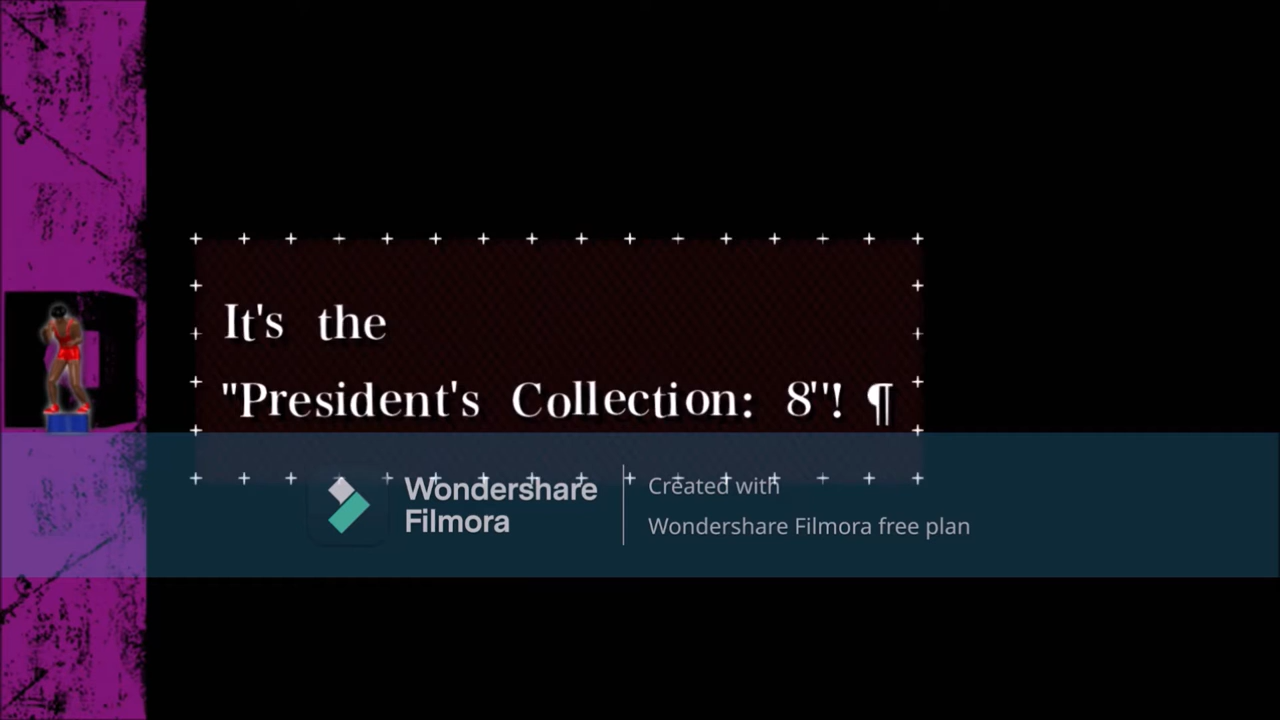 It's the
"President's Collection: 8"! ¶
Wondershare
Filmora
Created with
Wondershare Filmora free plan